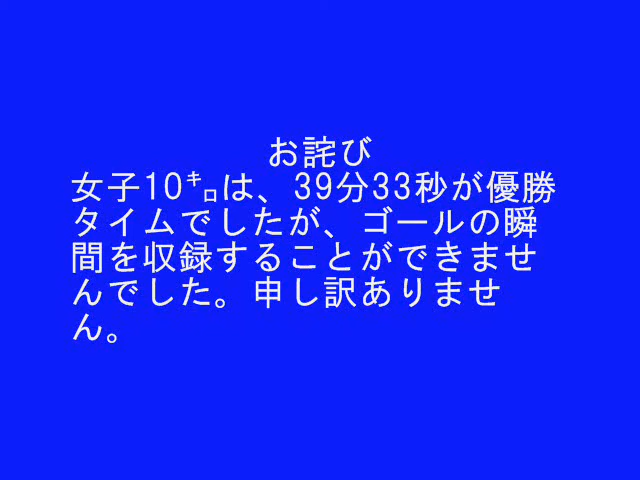 お詫び
女子10㌔は、39分33秒が優勝
タイムでしたが、ゴールの瞬
間を収録することができませ
んでした。申し訳ありませ
ん。